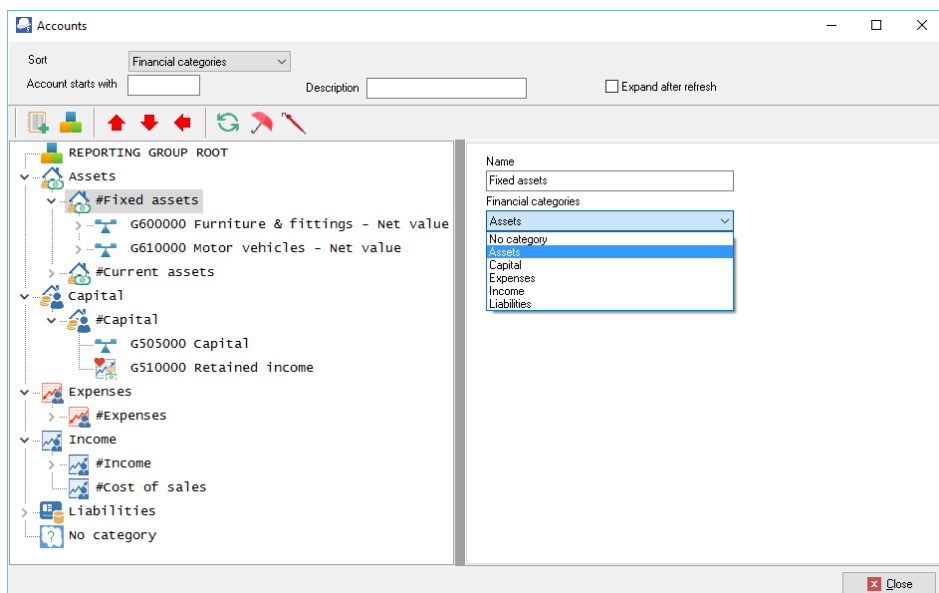 Accounts
Sort
Financial categories
Account starts with
Description
Expand after refresh
REPORTING GROUP ROOT
Assets
#Fixed assets
G600000 Furniture & fittings - Net value
G610000 Motor vehicles - Net value
#Current assets
Capital
#Capital
G505000 Capital
G510000 Retained income
Expenses
#Expenses
Income
#Income
#Cost of sales
Liabilities
No category
Name
Fixed assets
Financial categories
Assets
No category
Assets
Capital
Expenses
Income
Liabilities
Close